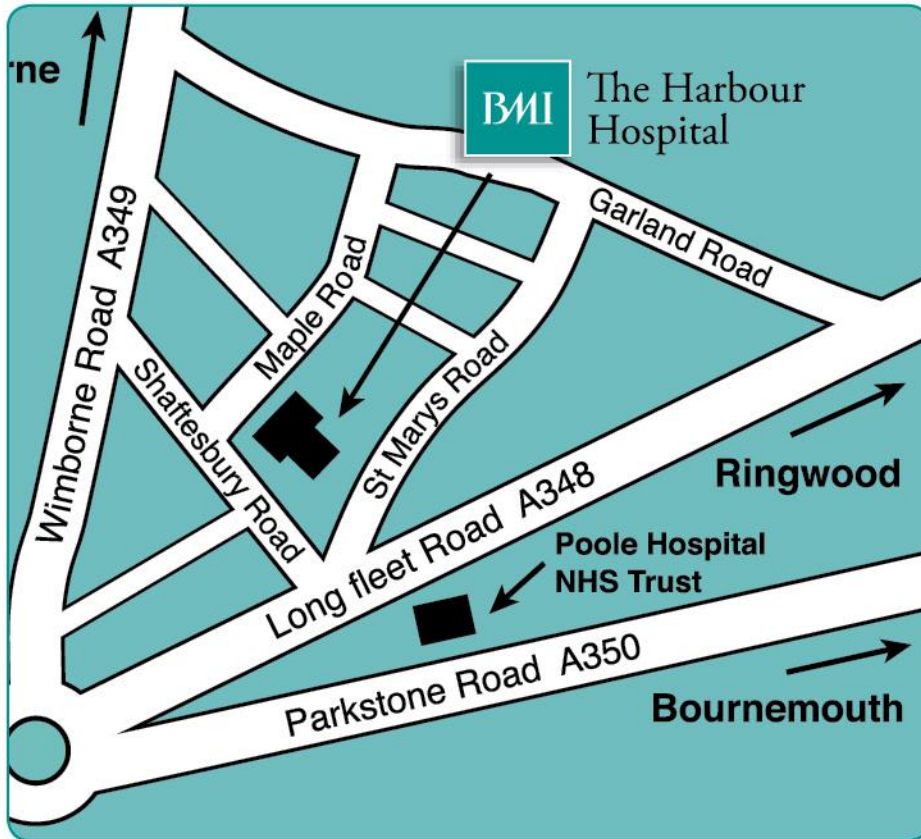 rne
BMI
The Harbour
Hospital
Wimborne Road A349
Garland Road
Maple Road
Shaftesbury Road
St Marys Road
Ringwood
Long fleet Road A348
Poole Hospital
NHS Trust
Parkstone Road A350
Bournemouth